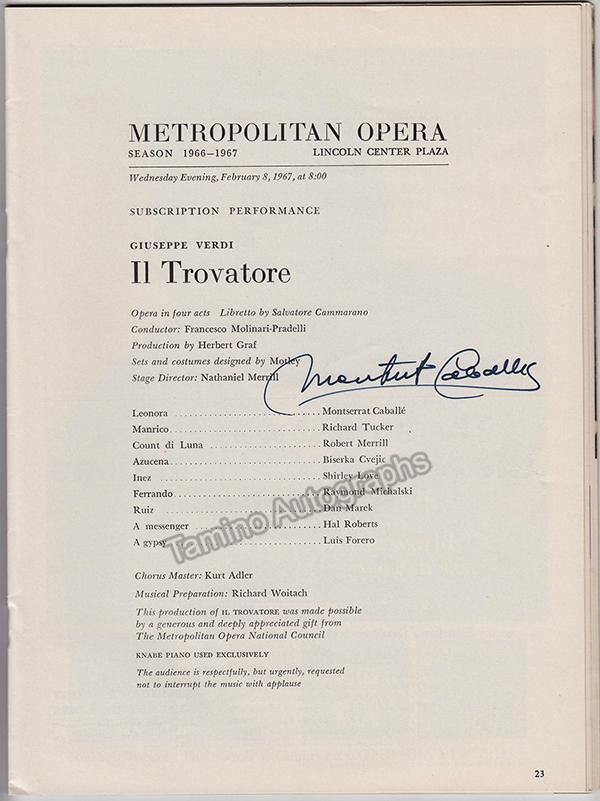 METROPOLITAN OPERA
SEASON 1966–1967 LINCOLN CENTER PLAZA
Wednesday Evening, February 8, 1967, at 8:00
SUBSCRIPTION PERFORMANCE
GIUSEPPE VERDI
Il Trovatore
Opera in four acts Libretto by Salvatore Cammarano
Conductor: Francesco Molinari-Pradelli
Production by Herbert Graf
Sets and costumes designed by Motley
Stage Director: Nathaniel Merrill
Montserrat Caballé
Leonora ............................ Montserrat Caballé
Manrico ............................ Richard Tucker
Count di Luna ...................... Robert Merrill
Azucena ............................ Biserka Cvejic
Inez ............................... Shirley Love
Ferrando ........................... Raymond Michalski
Ruiz ............................... Dan Marek
A messenger ........................ Hal Roberts
A gypsy ............................ Luis Forero
Tamino Autographs
Chorus Master: Kurt Adler
Musical Preparation: Richard Woitach
This production of IL TROVATORE was made possible
by a generous and deeply appreciated gift from
The Metropolitan Opera National Council
KNABE PIANO USED EXCLUSIVELY
The audience is respectfully, but urgently, requested
not to interrupt the music with applause
23